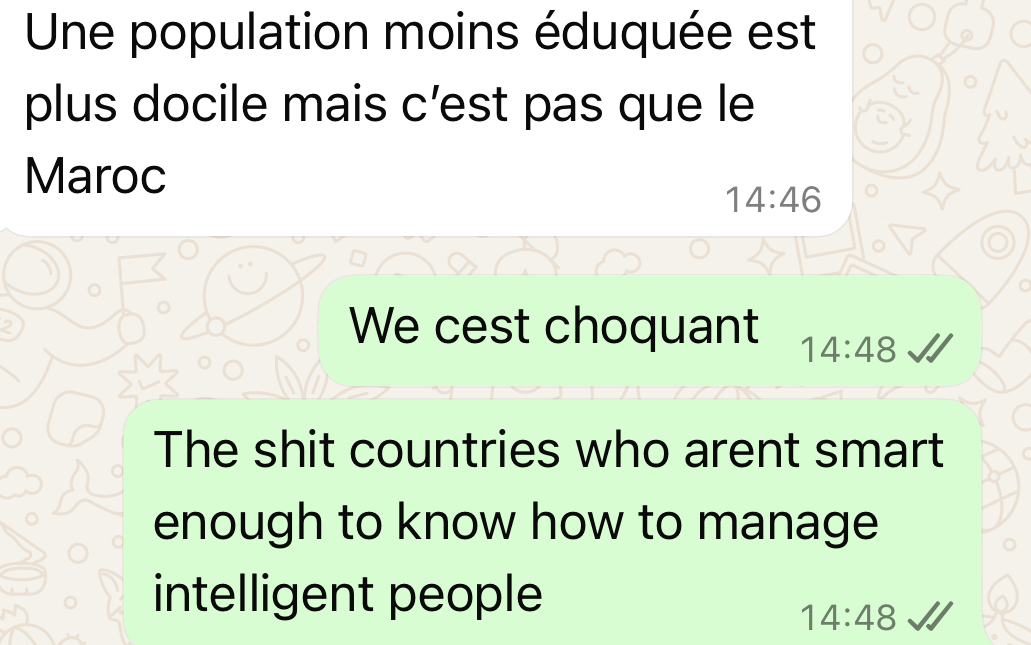 Une population moins éduquée est
plus docile mais c’est pas que le
Maroc
14:46
We cest choquant
14:48
The shit countries who arent smart
enough to know how to manage
intelligent people
14:48